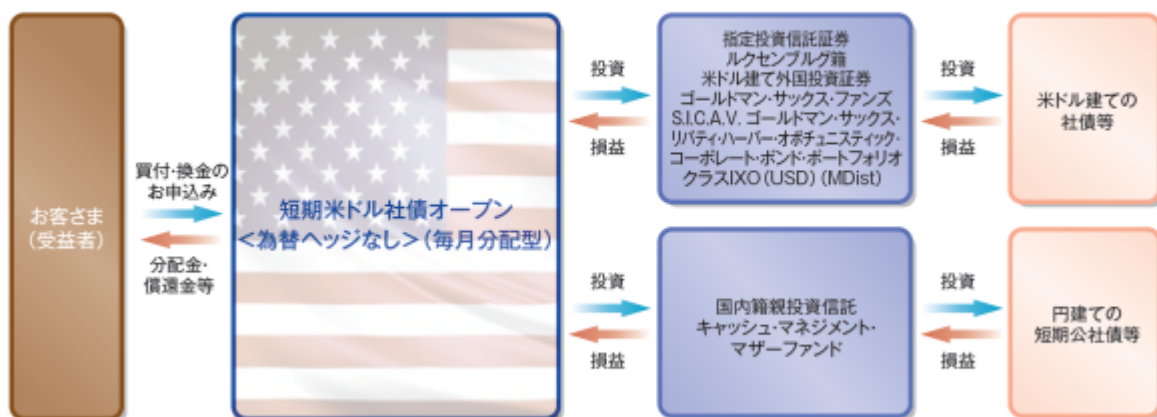 お客さま
(受益者)
買付・換金の
お申込み
分配金・
償還金等
短期米ドル社債オープン
<為替ヘッジなし>(毎月分配型)
投資
損益
指定投資信託証券
ルクセンブルグ籍
米ドル建て外国投資証券
ゴールドマン・サックス・ファンズ
S.I.C.A.V. ゴールドマン・サックス・
リバティ・ハーバー・オポチュニスティック・
コーポレート・ボンド・ポートフォリオ
クラスIXO(USD)(MDist)
投資
損益
米ドル建ての
社債等
投資
損益
国内籍親投資信託
キャッシュ・マネジメント・
マザーファンド
投資
損益
円建ての
短期公社債等